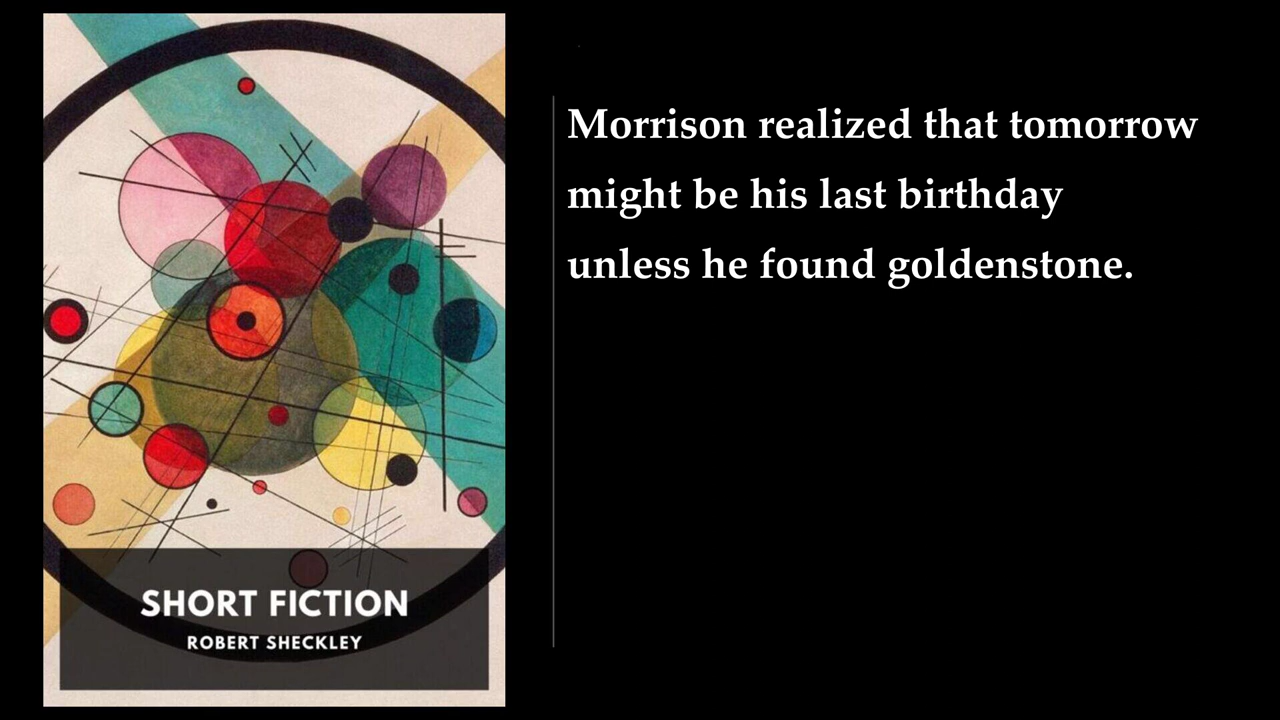 SHORT FICTION
ROBERT SHECKLEY
Morrison realized that tomorrow
might be his last birthday
unless he found goldenstone.